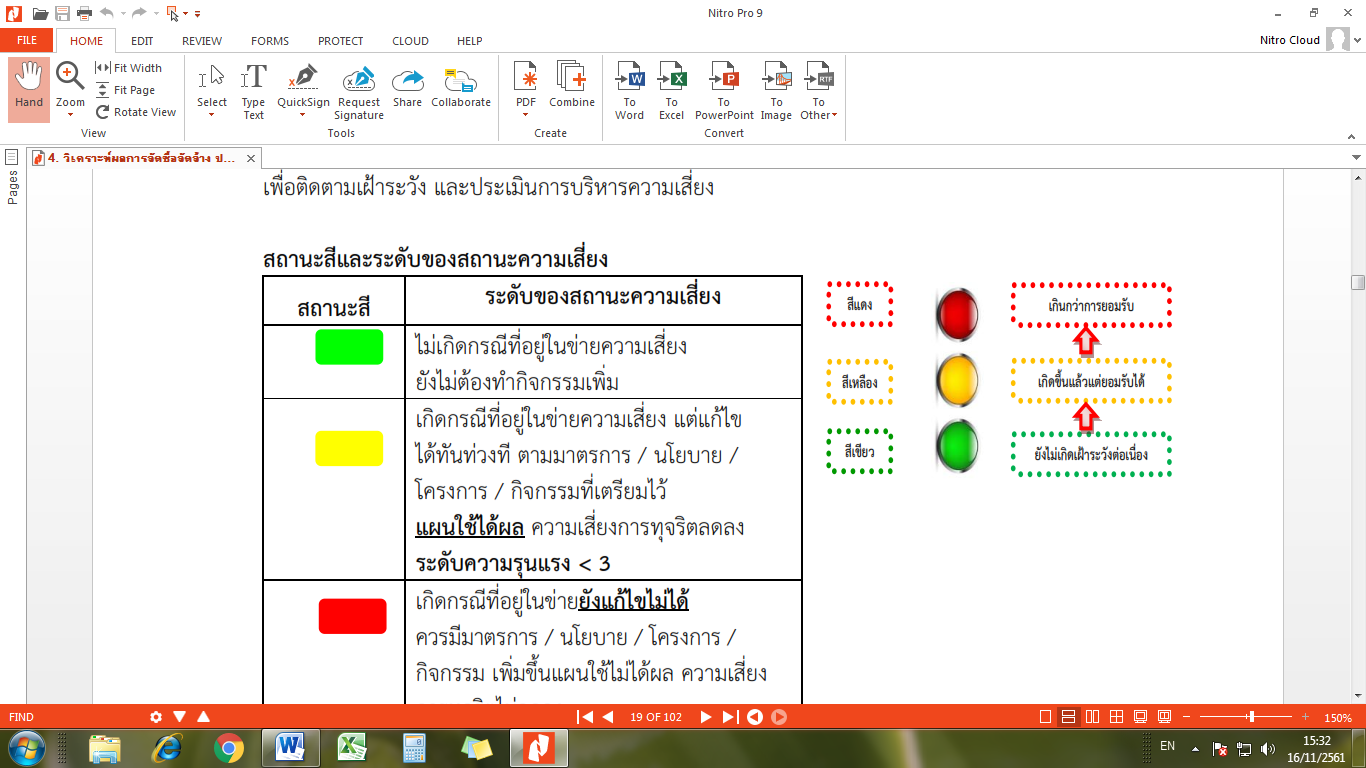 Nitro Pro 9
FILE HOME EDIT REVIEW FORMS PROTECT CLOUD HELP
Nitro Cloud
Hand
Zoom
Fit Width
Fit Page
Rotate View
View
Select
Type Text
QuickSign
Request Signature
Share
Collaborate
Tools
PDF
Combine
Create
To Word
To Excel
To PowerPoint
To Image
To Other
Convert
4. วิเคราะห์ผลการจัดซื้อจัดจ้าง ป...
Pages
เพื่อติดตามเฝ้าระวัง และประเมินการบริหารความเสี่ยง
สถานะสีและระดับของสถานะความเสี่ยง
สถานะสี
ระดับของสถานะความเสี่ยง
ไม่เกิดกรณีที่อยู่ในข่ายความเสี่ยง
ยังไม่ต้องทำกิจกรรมเพิ่ม
เกิดกรณีที่อยู่ในข่ายความเสี่ยง แต่แก้ไข
ได้ทันท่วงที ตามมาตรการ / นโยบาย /
โครงการ / กิจกรรมที่เตรียมไว้
แผนใช้ได้ผล ความเสี่ยงการทุจริตลดลง
ระดับความรุนแรง < 3
เกิดกรณีที่อยู่ในข่ายยังแก้ไขไม่ได้
ควรมีมาตรการ / นโยบาย / โครงการ /
กิจกรรม เพิ่มขึ้นแผนใช้ไม่ได้ผล ความเสี่ยง
สีแดง
เกินกว่าการยอมรับ
สีเหลือง
เกิดขึ้นแล้วแต่ยอมรับได้
สีเขียว
ยังไม่เกิดเฝ้าระวังต่อเนื่อง
FIND
19 OF 102
150%
EN
15:32
16/11/2561